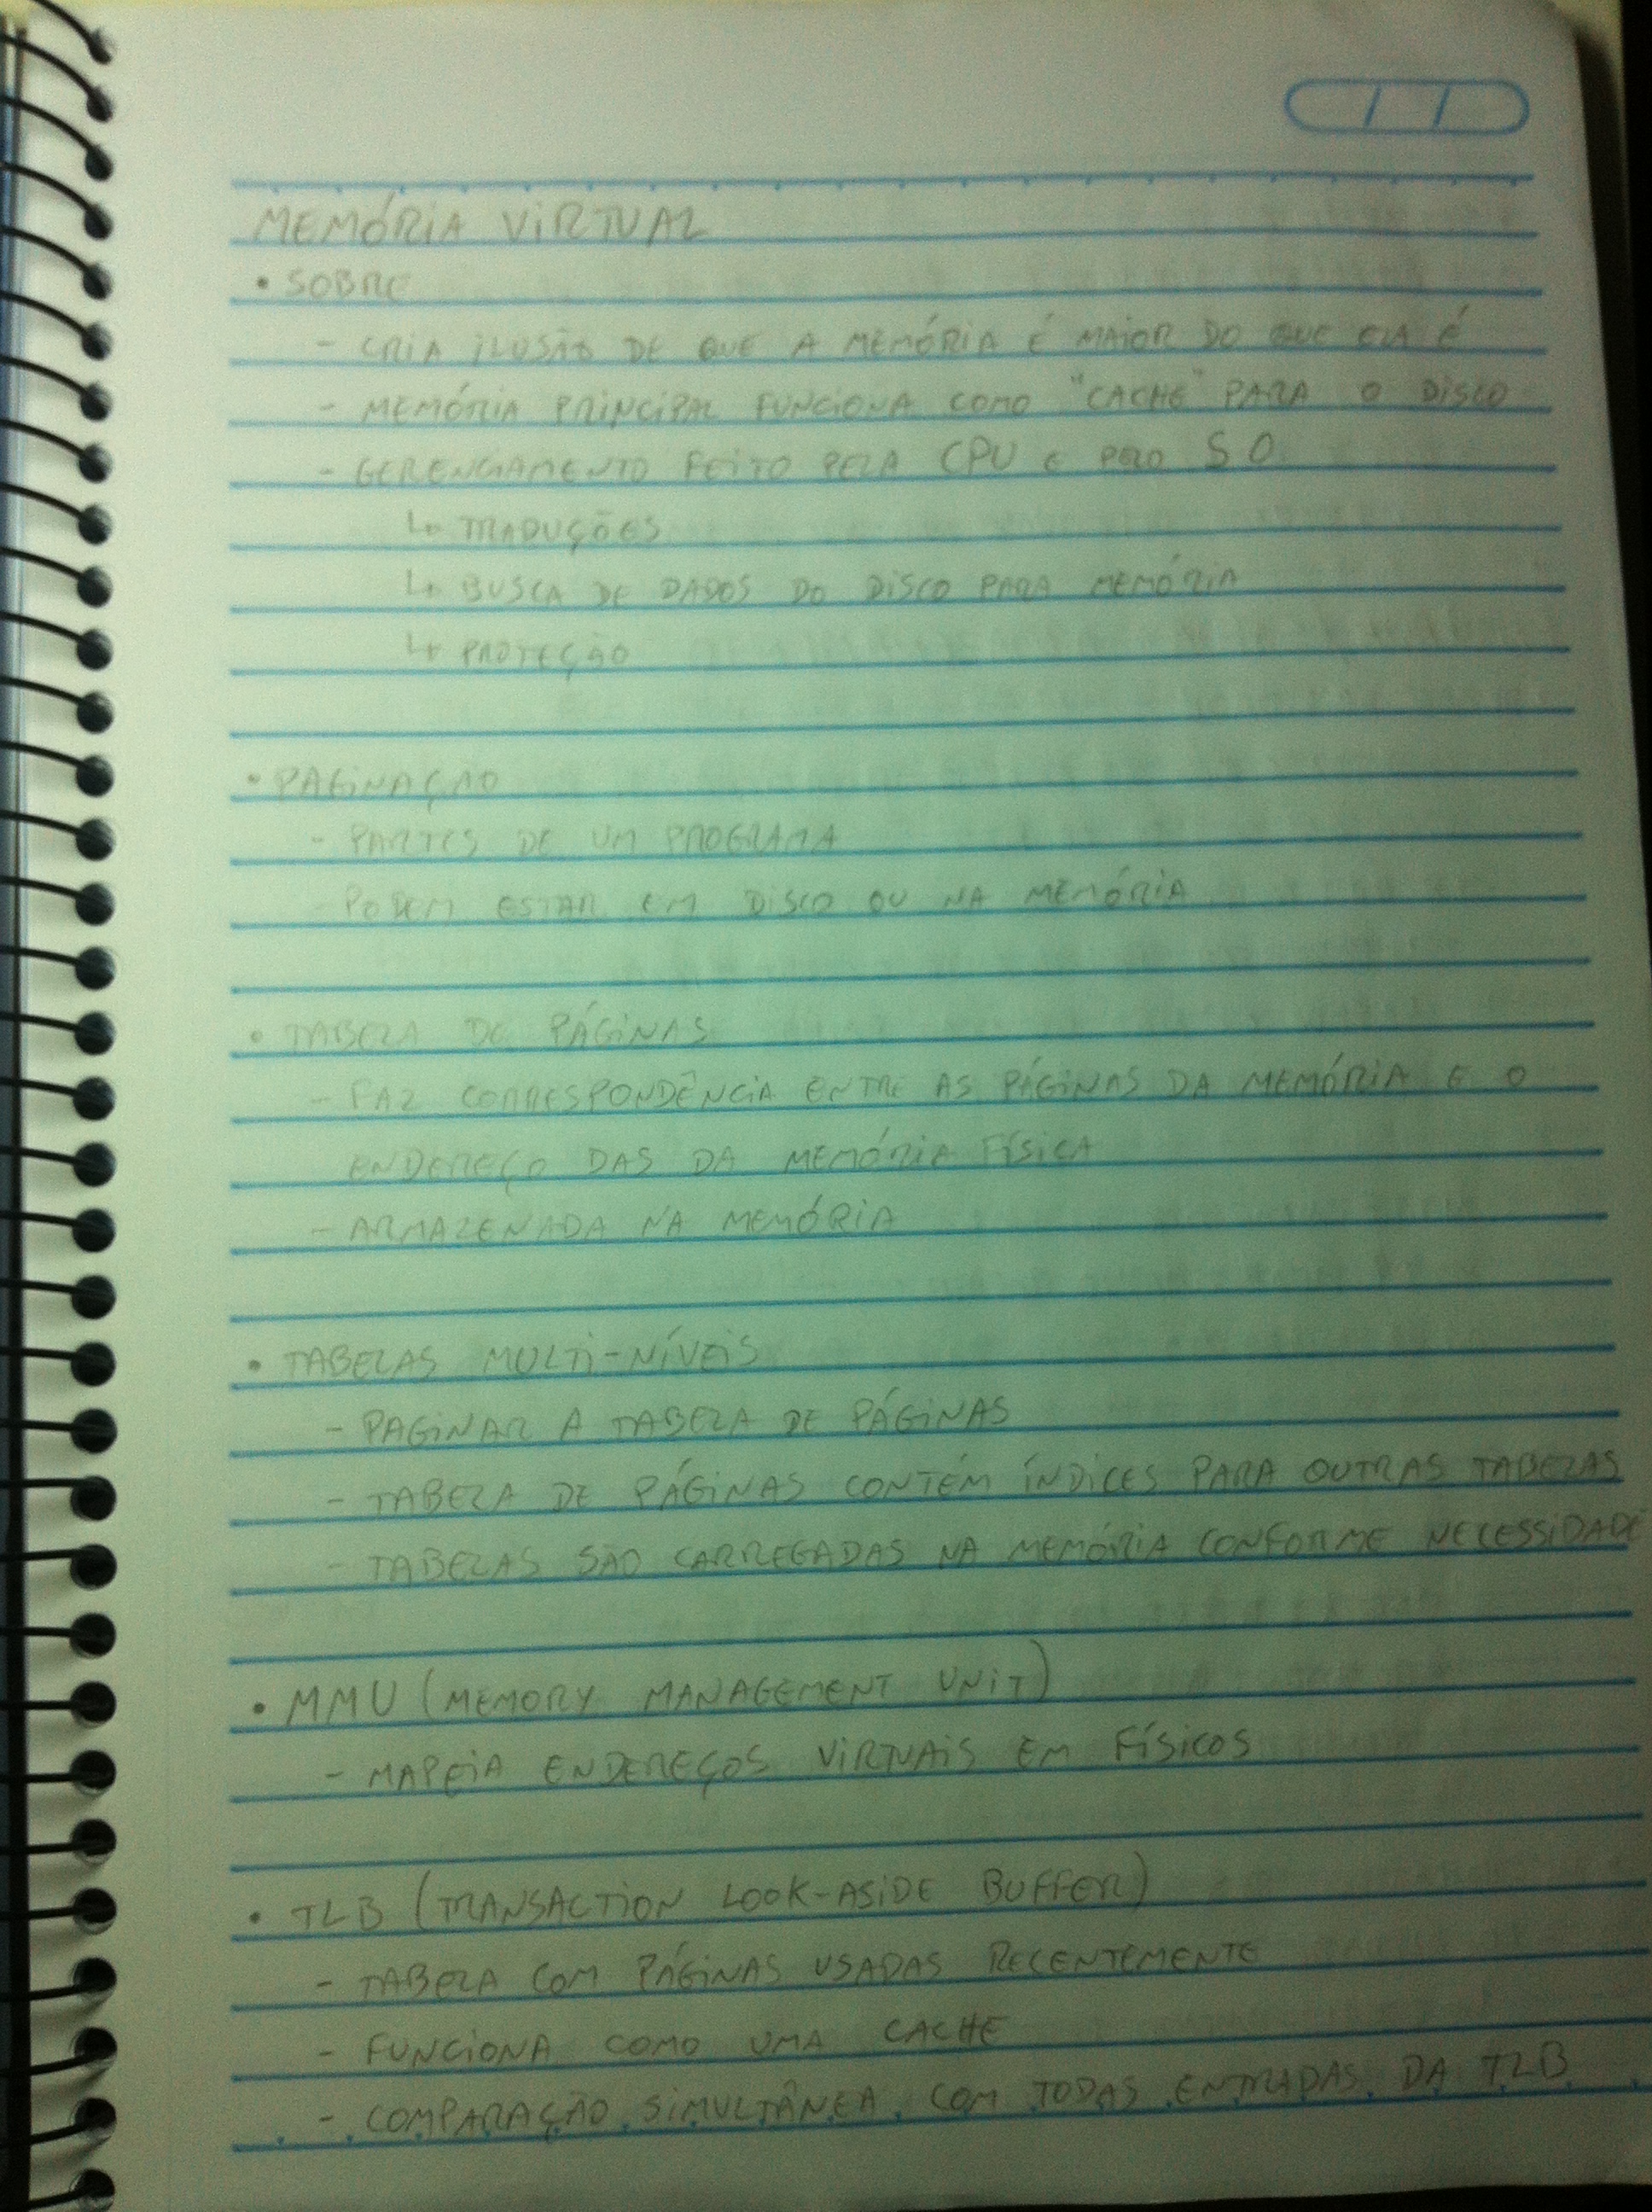 MEMÓRIA VIRTUAL
• SOBRE
- CRIA ILUSÃO DE QUE A MEMÓRIA É MAIOR DO QUE ELA É
- MEMÓRIA PRINCIPAL FUNCIONA COMO "CACHE" PARA O DISCO
- GERENCIAMENTO FEITO PELA CPU E PELO SO
↳ TRADUÇÕES
↳ BUSCA DE DADOS DO DISCO PARA MEMÓRIA
↳ PROTEÇÃO
• PAGINAÇÃO
- PARTES DE UM PROGRAMA
- PODEM ESTAR EM DISCO OU NA MEMÓRIA
• TABELA DE PÁGINAS
- FAZ CORRESPONDÊNCIA ENTRE AS PÁGINAS DA MEMÓRIA E O
ENDEREÇO DAS DA MEMÓRIA FÍSICA
- ARMAZENADA NA MEMÓRIA
• TABELAS MULTI-NÍVEIS
- PAGINAR A TABELA DE PÁGINAS
- TABELA DE PÁGINAS CONTÉM ÍNDICES PARA OUTRAS TABELAS
- TABELAS SÃO CARREGADAS NA MEMÓRIA CONFORME NECESSIDADE
• MMU (MEMORY MANAGEMENT UNIT)
- MAPEIA ENDEREÇOS VIRTUAIS EM FÍSICOS
• TLB (TRANSACTION LOOK-ASIDE BUFFER)
- TABELA COM PÁGINAS USADAS RECENTEMENTE
- FUNCIONA COMO UMA CACHE
- COMPARAÇÃO SIMULTÂNEA COM TODAS ENTRADAS DA TLB